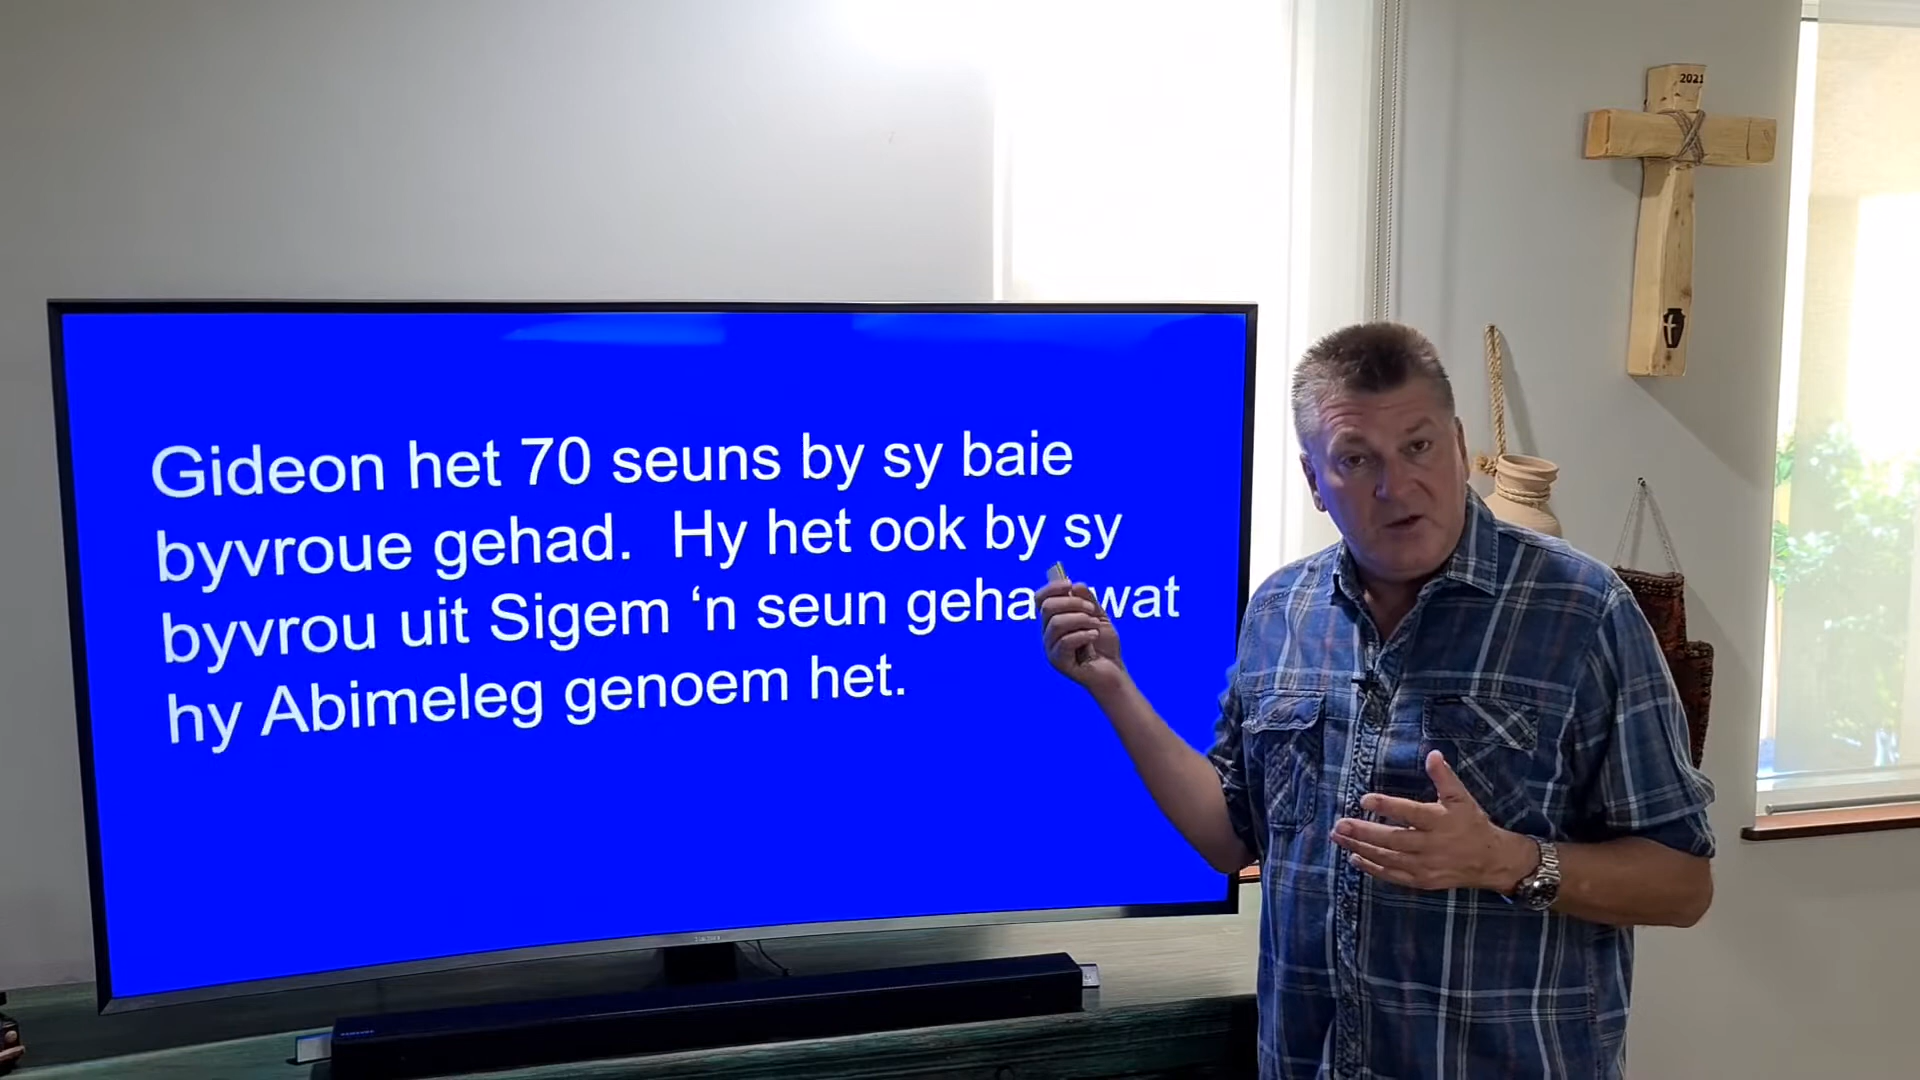 2021
Gideon het 70 seuns by sy baie
byvroue gehad. Hy het ook by sy
byvrou uit Sigem ‘n seun gehad wat
hy Abimeleg genoem het.